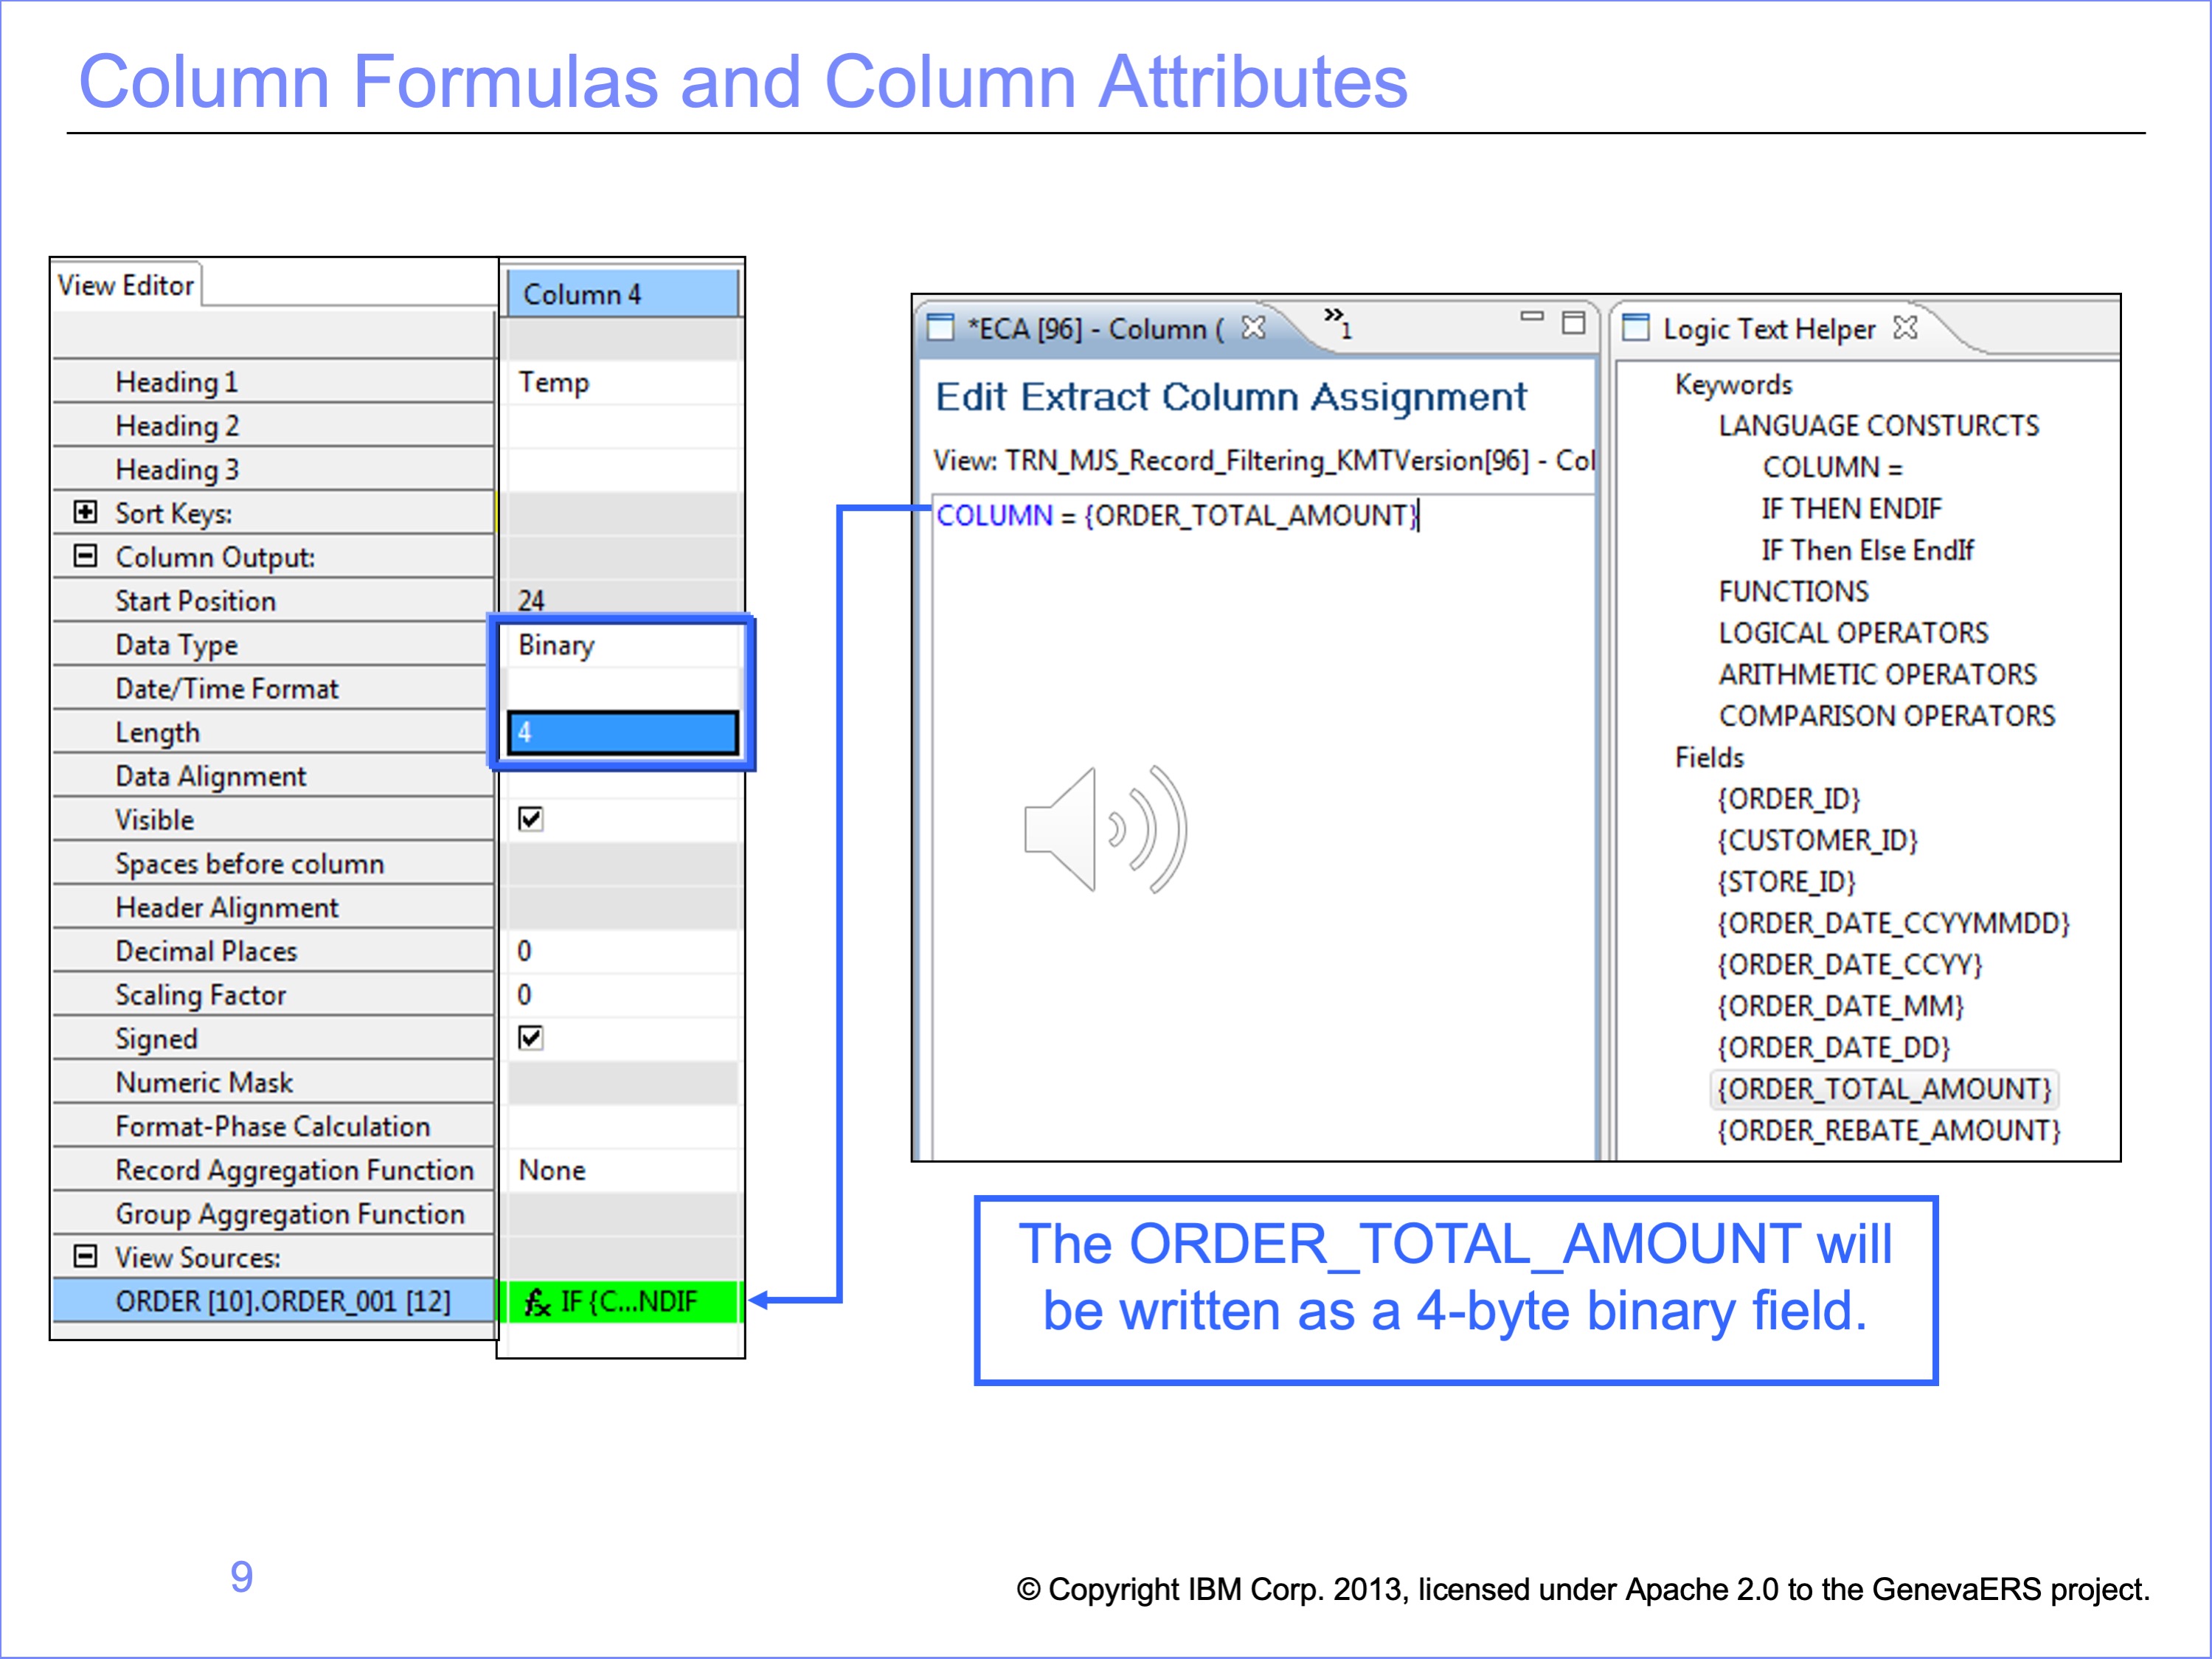 Column Formulas and Column Attributes
View Editor
Column 4
Heading 1 Temp
Heading 2
Heading 3
Sort Keys:
Column Output:
Start Position 24
Data Type Binary
Date/Time Format
Length 4
Data Alignment
Visible
Spaces before column
Header Alignment
Decimal Places 0
Scaling Factor 0
Signed
Numeric Mask
Format-Phase Calculation
Record Aggregation Function None
Group Aggregation Function
View Sources:
ORDER [10].ORDER_001 [12] fx IF {C...NDIF
*ECA [96] - Column ( »1
Edit Extract Column Assignment
View: TRN_MJS_Record_Filtering_KMTVersion[96] - Col
COLUMN = {ORDER_TOTAL_AMOUNT}
Logic Text Helper
Keywords
LANGUAGE CONSTURCTS
COLUMN =
IF THEN ENDIF
IF Then Else EndIf
FUNCTIONS
LOGICAL OPERATORS
ARITHMETIC OPERATORS
COMPARISON OPERATORS
Fields
{ORDER_ID}
{CUSTOMER_ID}
{STORE_ID}
{ORDER_DATE_CCYYMMDD}
{ORDER_DATE_CCYY}
{ORDER_DATE_MM}
{ORDER_DATE_DD}
{ORDER_TOTAL_AMOUNT}
{ORDER_REBATE_AMOUNT}
The ORDER_TOTAL_AMOUNT will
be written as a 4-byte binary field.
9
© Copyright IBM Corp. 2013, licensed under Apache 2.0 to the GenevaERS project.